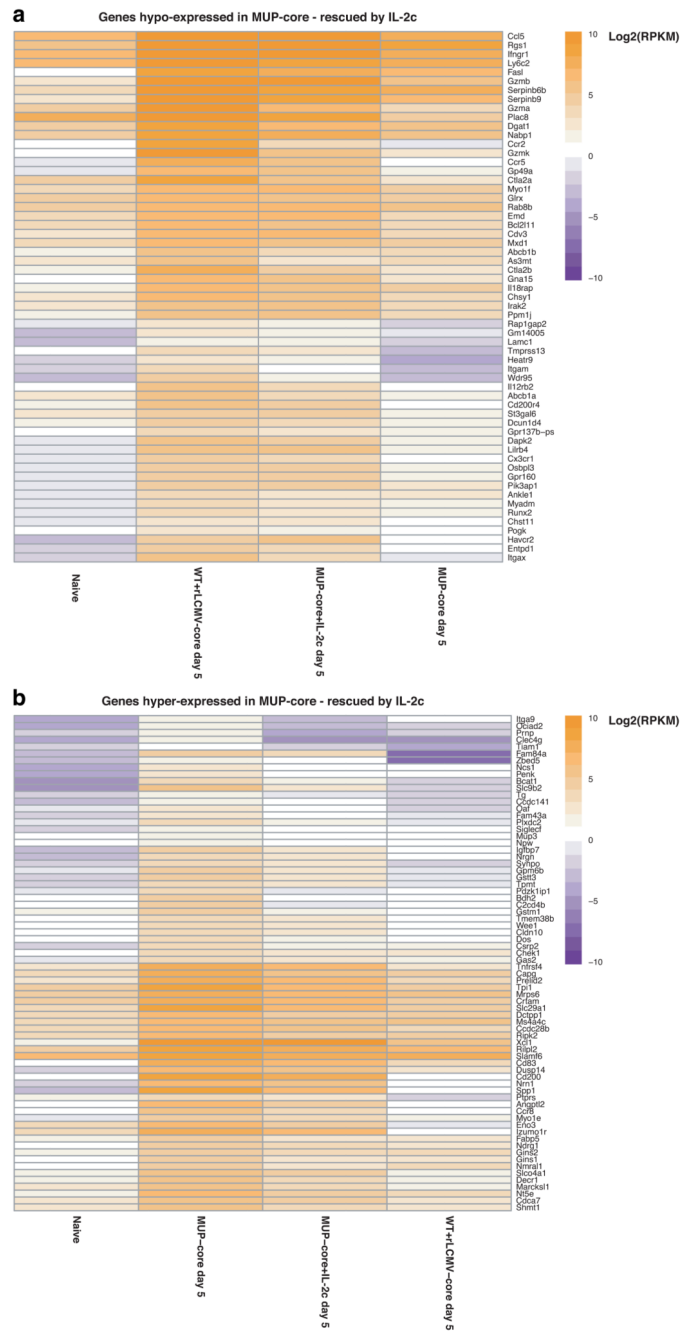 a
Genes hypo-expressed in MUP-core - rescued by IL-2c
Log2(RPKM)
10
5
0
−5
−10
Ccl5
Rgs1
Ifngr1
Ly6c2
Fasl
Gzmb
Serpinb6b
Serpinb9
Gzma
Plac8
Dgat1
Nabp1
Ccr2
Gzmk
Ccr5
Gp49a
Ctla2a
Myo1f
Glrx
Rab8b
Emd
Bcl2l11
Cdv3
Mxd1
Abcb1b
As3mt
Ctla2b
Gna15
Il18rap
Chsy1
Irak2
Ppm1j
Rap1gap2
Gm14005
Lamc1
Tmprss13
Heatr9
Itgam
Wdr95
Il12rb2
Abcb1a
Cd200r4
St3gal6
Dcun1d4
Gpr137b−ps
Dapk2
Lilrb4
Cx3cr1
Osbpl3
Gpr160
Pik3ap1
Ankle1
Myadm
Runx2
Chst11
Pogk
Havcr2
Entpd1
Itgax
Naive
WT+rLCMV-core day 5
MUP-core+IL-2c day 5
MUP-core day 5
b
Genes hyper-expressed in MUP-core - rescued by IL-2c
Log2(RPKM)
10
5
0
−5
−10
Itga9
Ociad2
Prnp
Clec4g
Tiam1
Fam84a
Zbed5
Ncs1
Penk
Bcat1
Slc9b2
Tg
Ccdc141
Oaf
Fam43a
Plxdc2
Siglecf
Mup3
Npw
Igfbp7
Nrgn
Synpo
Gpm6b
Gstt3
Tpmt
Pdzk1ip1
Bdh2
C2cd4b
Gstm1
Tmem38b
Wee1
Cldn10
Dos
Csrp2
Chek1
Gas2
Tnfrsf4
Capg
Prelid2
Tpi1
Mrps6
Crtam
Slc29a1
Dctpp1
Ms4a4c
Ccdc28b
Ripk2
Xcl1
Rilpl2
Slamf6
Cd83
Dusp14
Cd200
Nrn1
Spp1
Ptprs
Angptl2
Ccr8
Myo1e
Eno3
Izumo1r
Fabp5
Ndrg1
Gins2
Gins1
Nmral1
Slco4a1
Decr1
Marcksl1
Nt5e
Cdca7
Shmt1
Naive
MUP−core day 5
MUP−core+IL−2c day 5
WT+rLCMV−core day 5